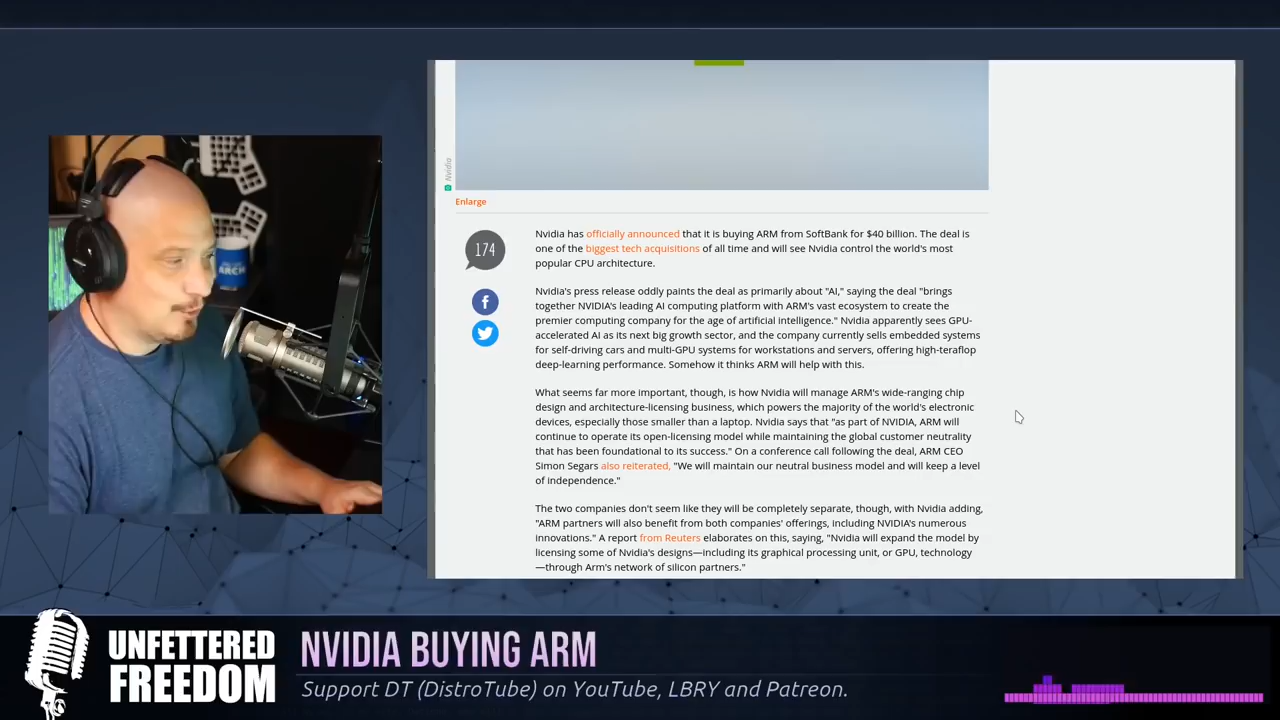 ARCH
Nvidia
Enlarge
174
Nvidia has officially announced that it is buying ARM from SoftBank for $40 billion. The deal is
one of the biggest tech acquisitions of all time and will see Nvidia control the world's most
popular CPU architecture.
Nvidia's press release oddly paints the deal as primarily about "AI," saying the deal "brings
together NVIDIA's leading AI computing platform with ARM's vast ecosystem to create the
premier computing company for the age of artificial intelligence." Nvidia apparently sees GPU-
accelerated AI as its next big growth sector, and the company currently sells embedded systems
for self-driving cars and multi-GPU systems for workstations and servers, offering high-teraflop
deep-learning performance. Somehow it thinks ARM will help with this.
What seems far more important, though, is how Nvidia will manage ARM's wide-ranging chip
design and architecture-licensing business, which powers the majority of the world's electronic
devices, especially those smaller than a laptop. Nvidia says that "as part of NVIDIA, ARM will
continue to operate its open-licensing model while maintaining the global customer neutrality
that has been foundational to its success." On a conference call following the deal, ARM CEO
Simon Segars also reiterated, "We will maintain our neutral business model and will keep a level
of independence."
The two companies don't seem like they will be completely separate, though, with Nvidia adding,
"ARM partners will also benefit from both companies' offerings, including NVIDIA's numerous
innovations." A report from Reuters elaborates on this, saying, "Nvidia will expand the model by
licensing some of Nvidia's designs—including its graphical processing unit, or GPU, technology
—through Arm's network of silicon partners."
UNFETTERED
FREEDOM
NVIDIA BUYING ARM
Support DT (DistroTube) on YouTube, LBRY and Patreon.